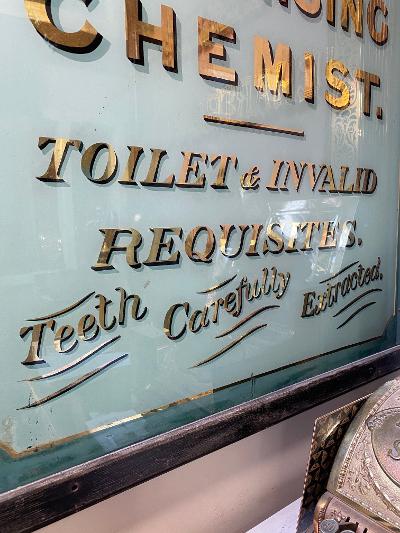 CHEMIST.
TOILET & INVALID
REQUISITES.
Teeth Carefully Extracted.